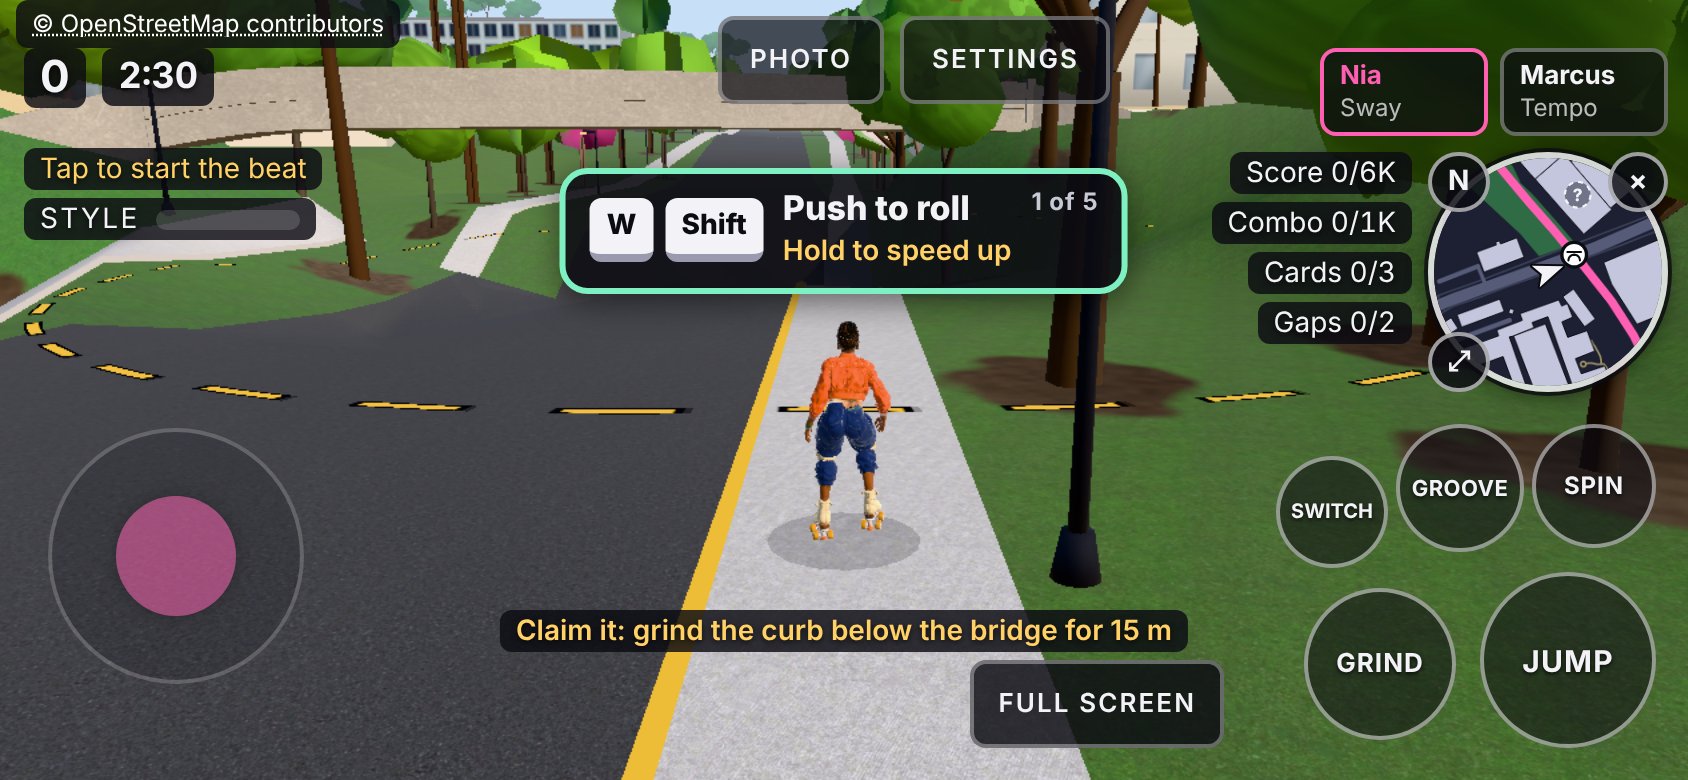 © OpenStreetMap contributors
0
2:30
PHOTO
SETTINGS
Nia
Sway
Marcus
Tempo
Tap to start the beat
STYLE
W
Shift
Push to roll
1 of 5
Hold to speed up
Score 0/6K
Combo 0/1K
Cards 0/3
Gaps 0/2
N
×
?
SWITCH
GROOVE
SPIN
GRIND
JUMP
Claim it: grind the curb below the bridge for 15 m
FULL SCREEN